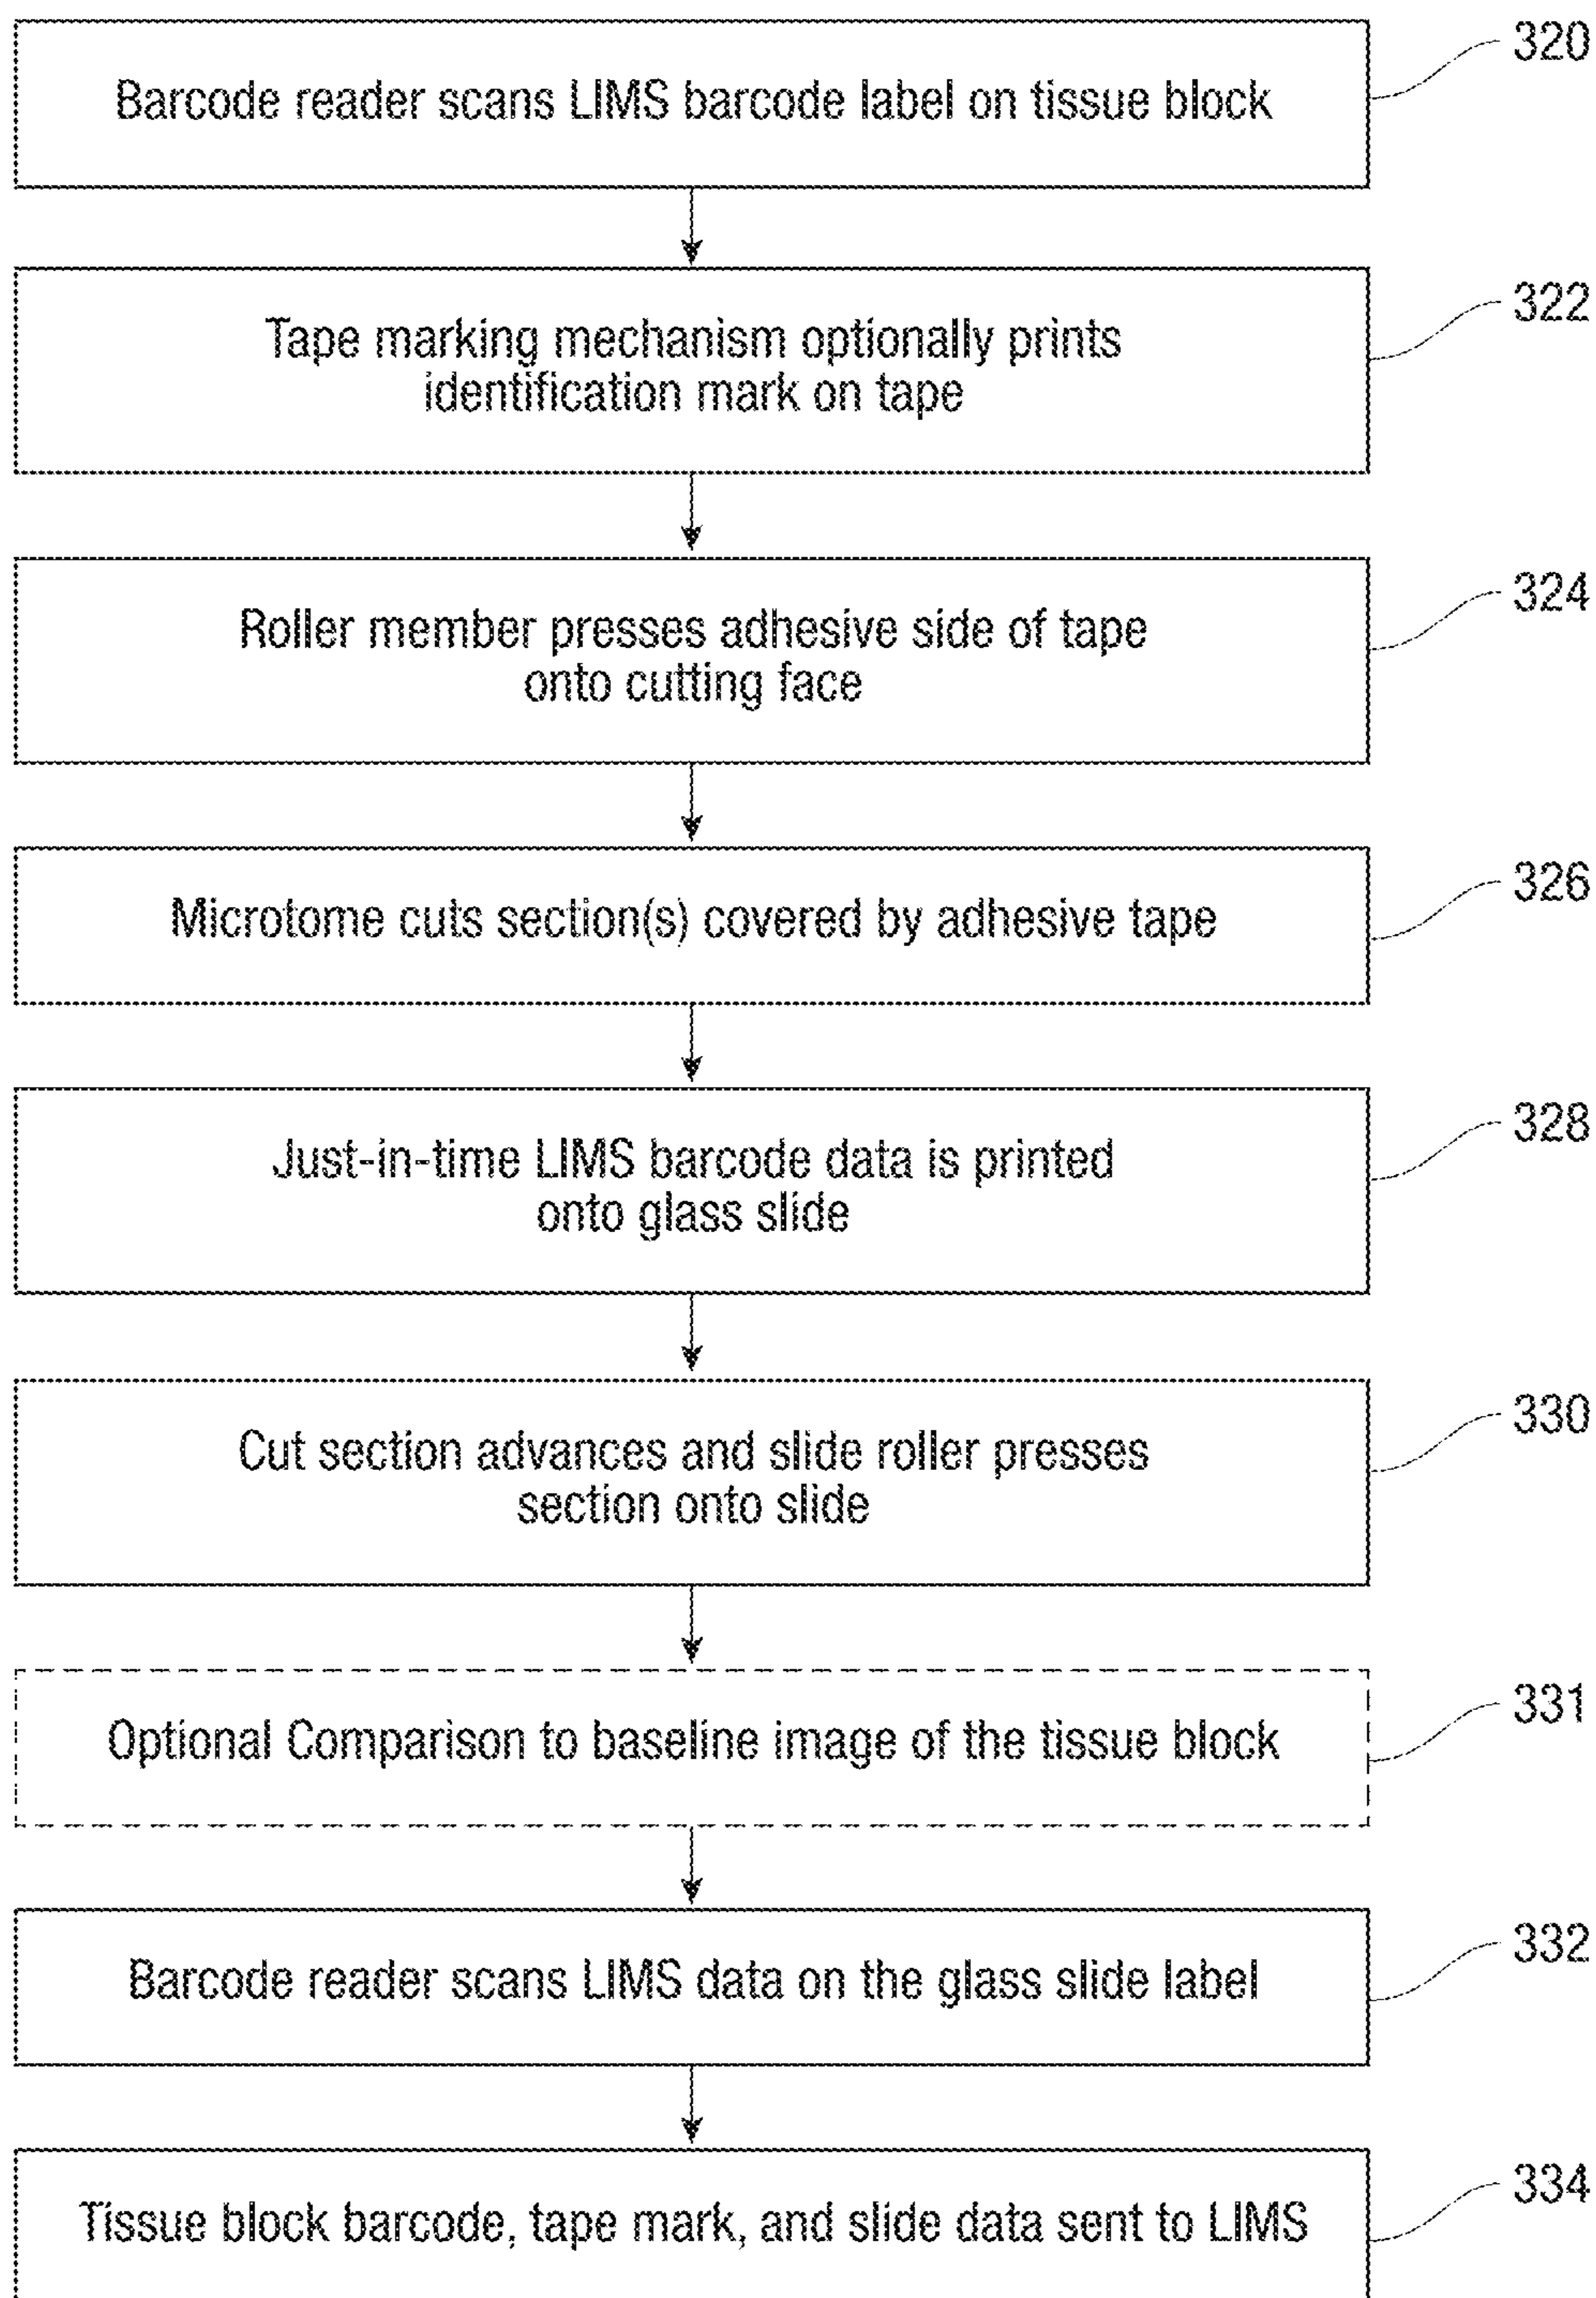 320
Barcode reader scans LIMS barcode label on tissue block
322
Tape marking mechanism optionally prints
identification mark on tape
324
Roller member presses adhesive side of tape
onto cutting face
326
Microtome cuts section(s) covered by adhesive tape
328
Just-in-time LIMS barcode data is printed
onto glass slide
330
Cut section advances and slide roller presses
section onto slide
331
Optional Comparison to baseline image of the tissue block
332
Barcode reader scans LIMS data on the glass slide label
334
Tissue block barcode, tape mark, and slide data sent to LIMS